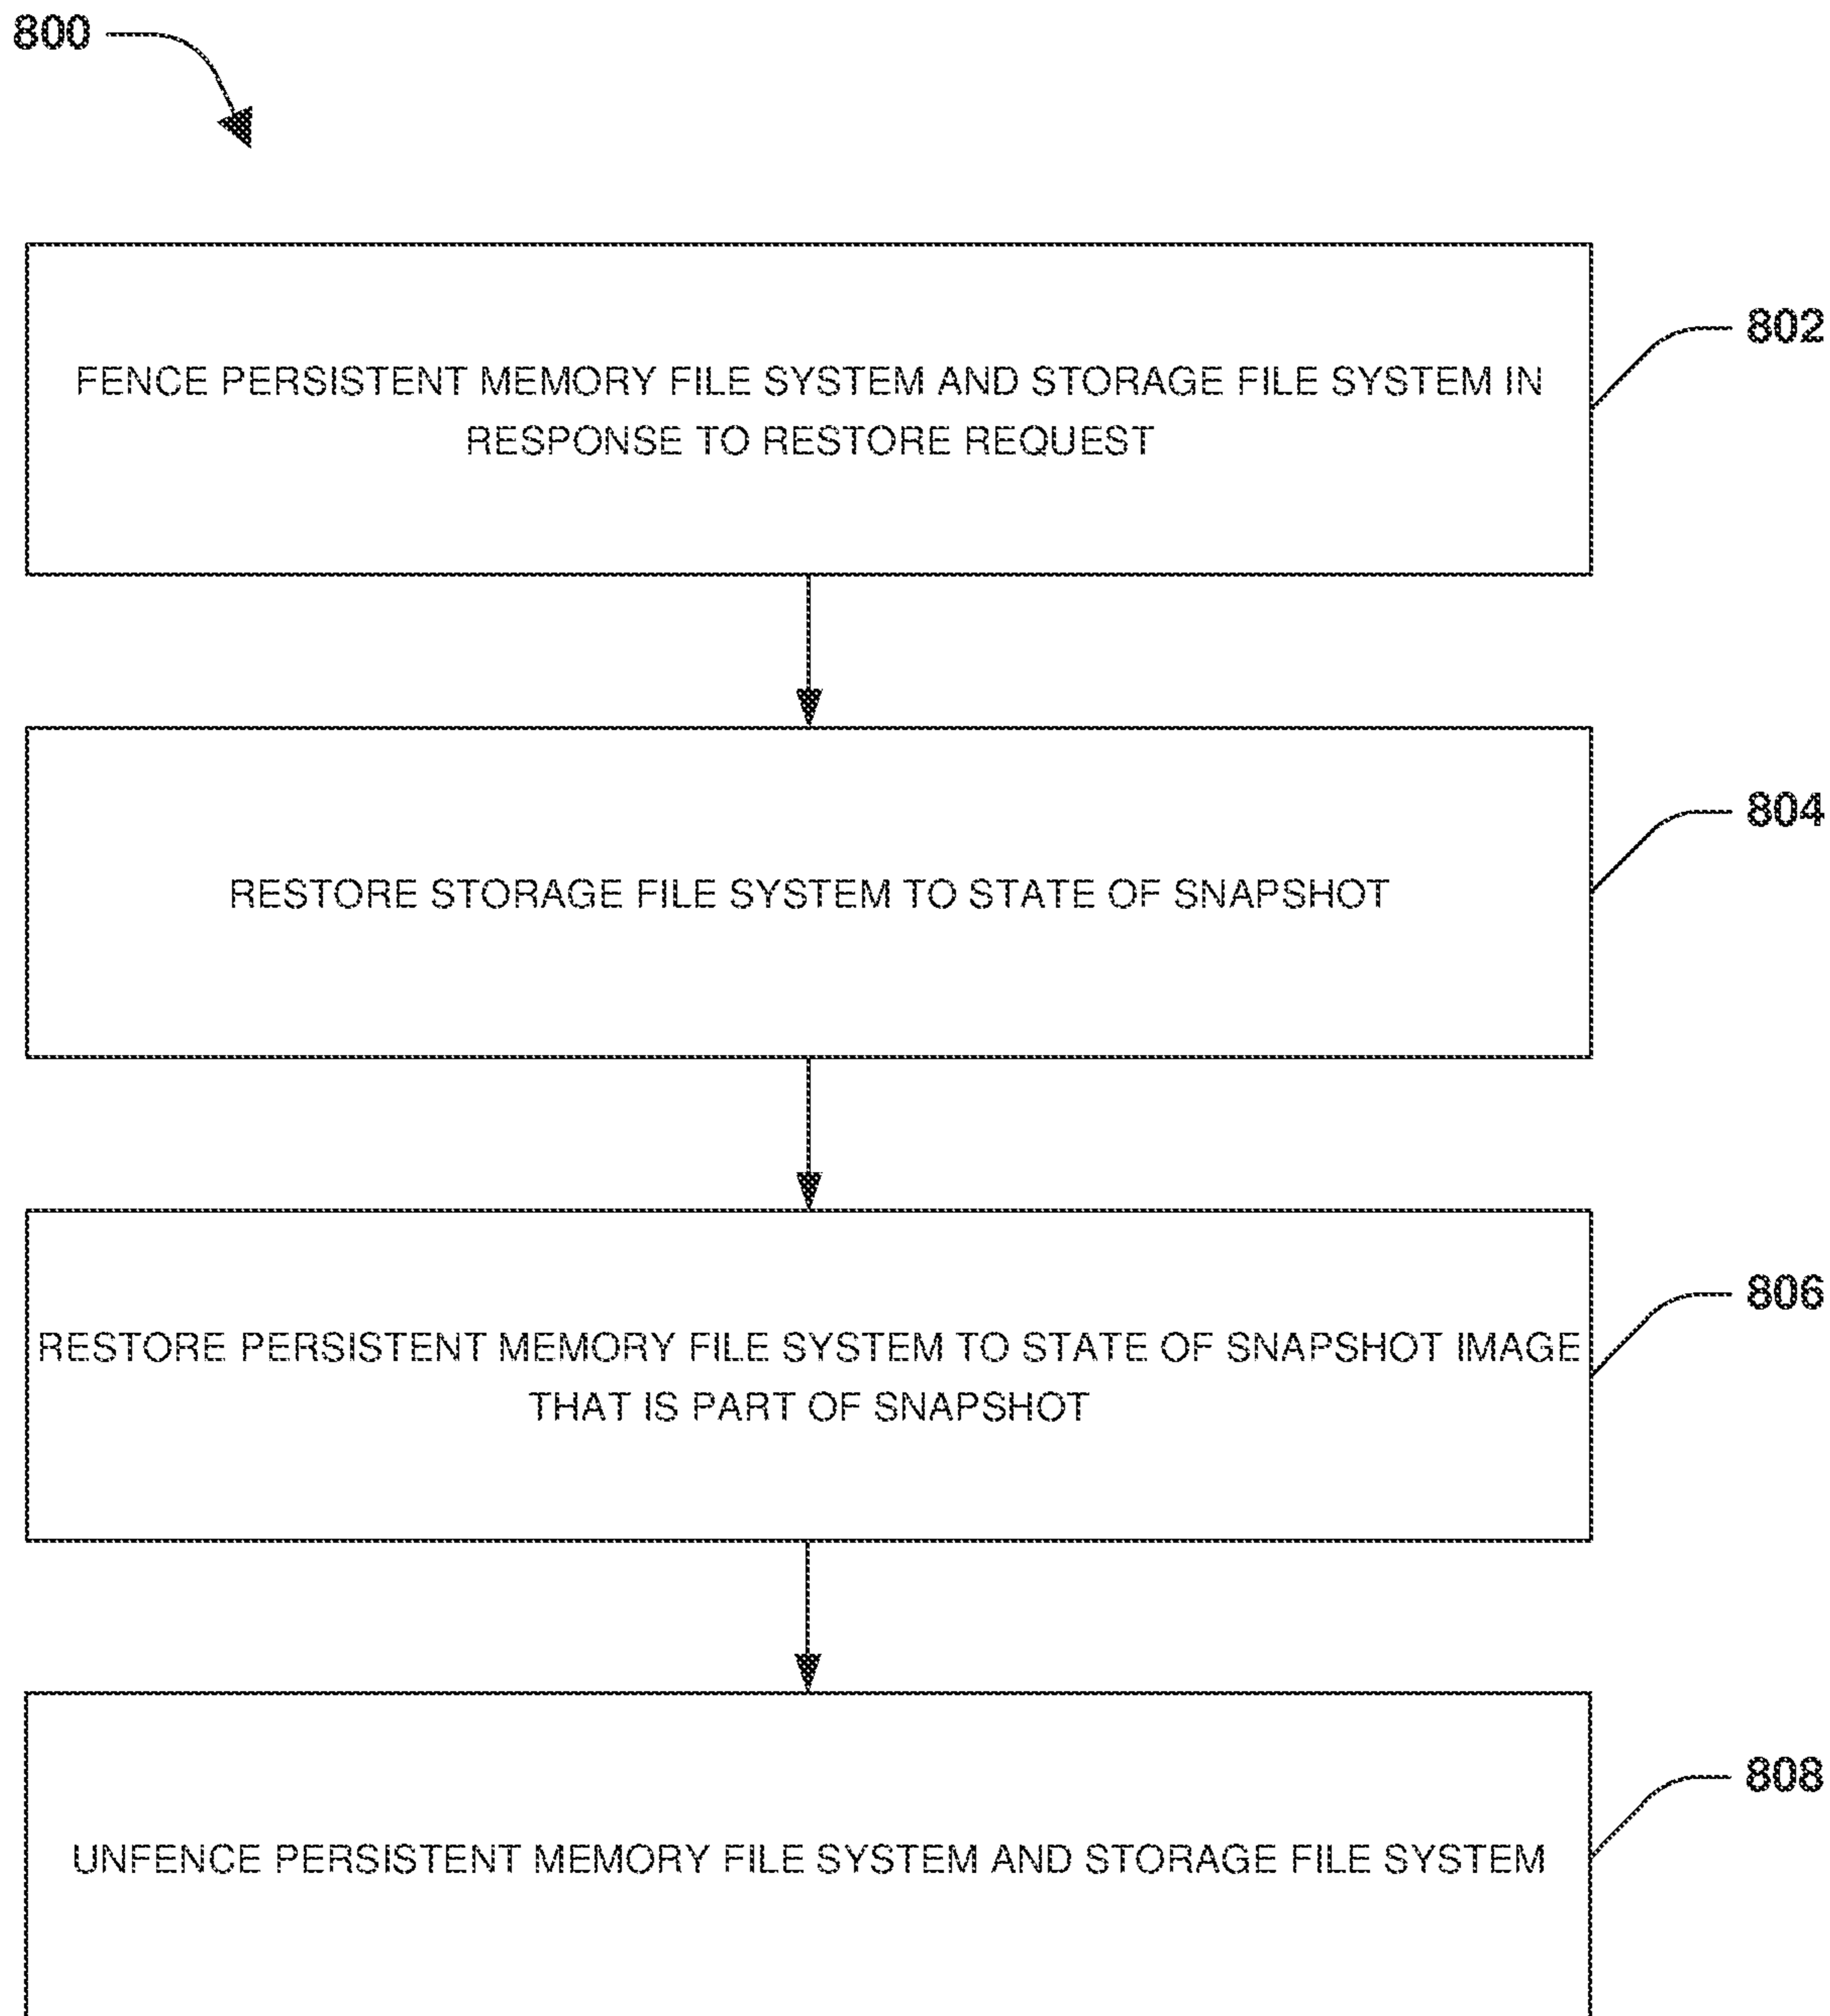 800
FENCE PERSISTENT MEMORY FILE SYSTEM AND STORAGE FILE SYSTEM IN
RESPONSE TO RESTORE REQUEST
802
RESTORE STORAGE FILE SYSTEM TO STATE OF SNAPSHOT
804
RESTORE PERSISTENT MEMORY FILE SYSTEM TO STATE OF SNAPSHOT IMAGE
THAT IS PART OF SNAPSHOT
806
UNFENCE PERSISTENT MEMORY FILE SYSTEM AND STORAGE FILE SYSTEM
808